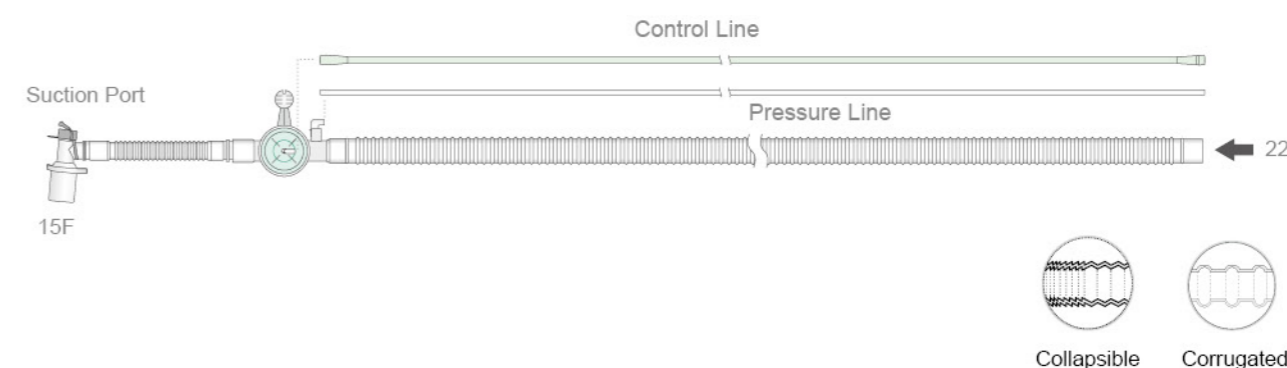 Control Line
Suction Port
Pressure Line
22
15F
Collapsible
Corrugated